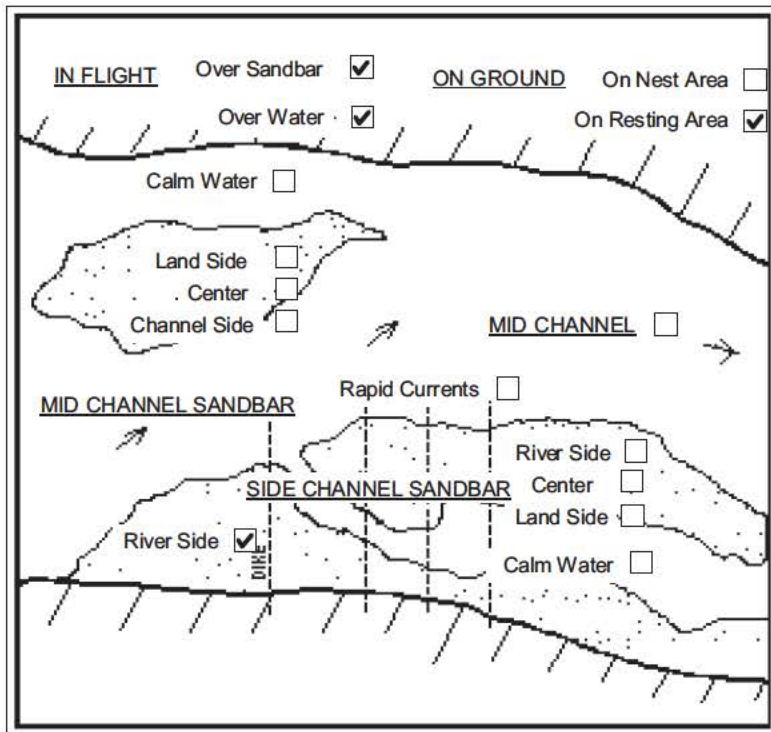 IN FLIGHT Over Sandbar ON GROUND On Nest Area
Over Water On Resting Area
Calm Water
Land Side
Center
Channel Side
MID CHANNEL
Rapid Currents
MID CHANNEL SANDBAR
River Side
SIDE CHANNEL SANDBAR Center
Land Side
River Side
DIKE
Calm Water